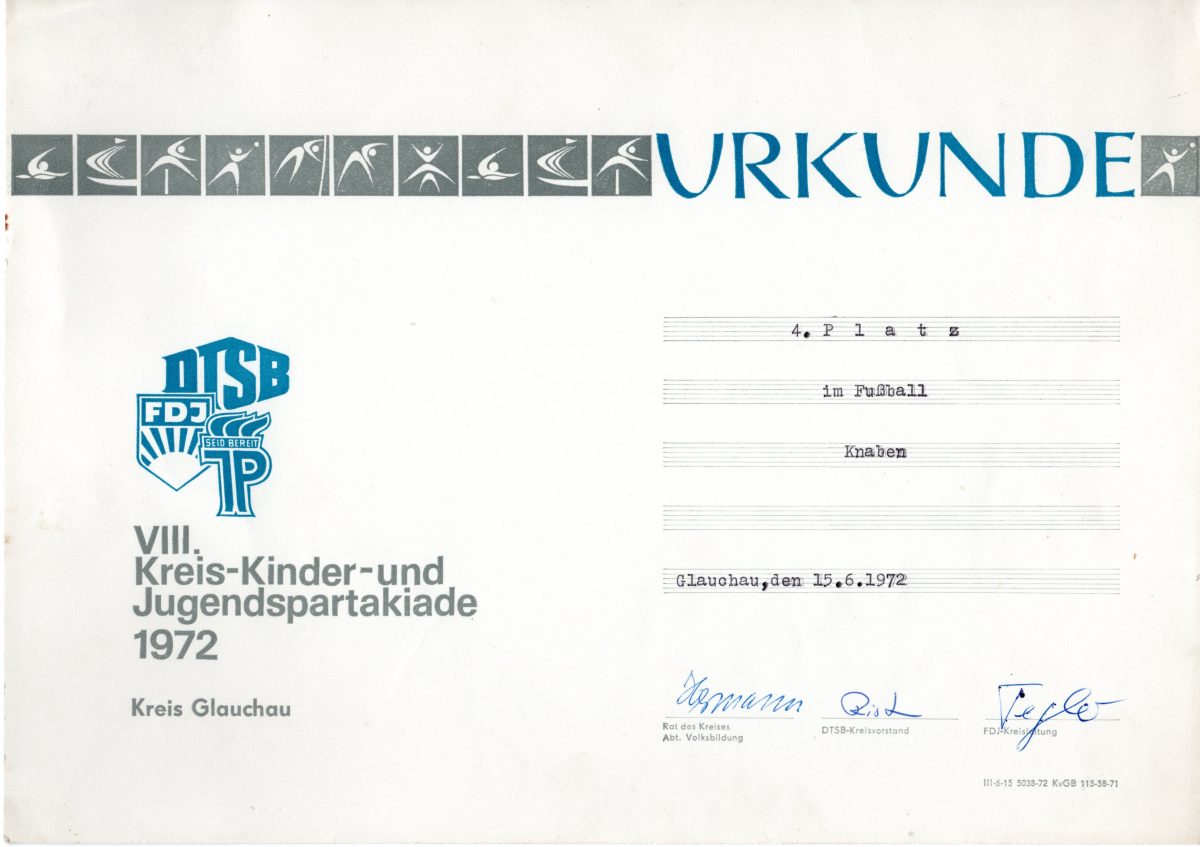 URKUNDE
DTSB
FDJ
SEID BEREIT
JP
VIII.
Kreis-Kinder-und
Jugendspartakiade
1972
Kreis Glauchau
4. P l a t z
im Fußball
Knaben
Glauchau,den 15.6.1972
Rat des Kreises
Abt. Volksbildung
DTSB-Kreisvorstand
FDJ-Kreisleitung
III-6-15 5038-72 KvGB 115-58-71